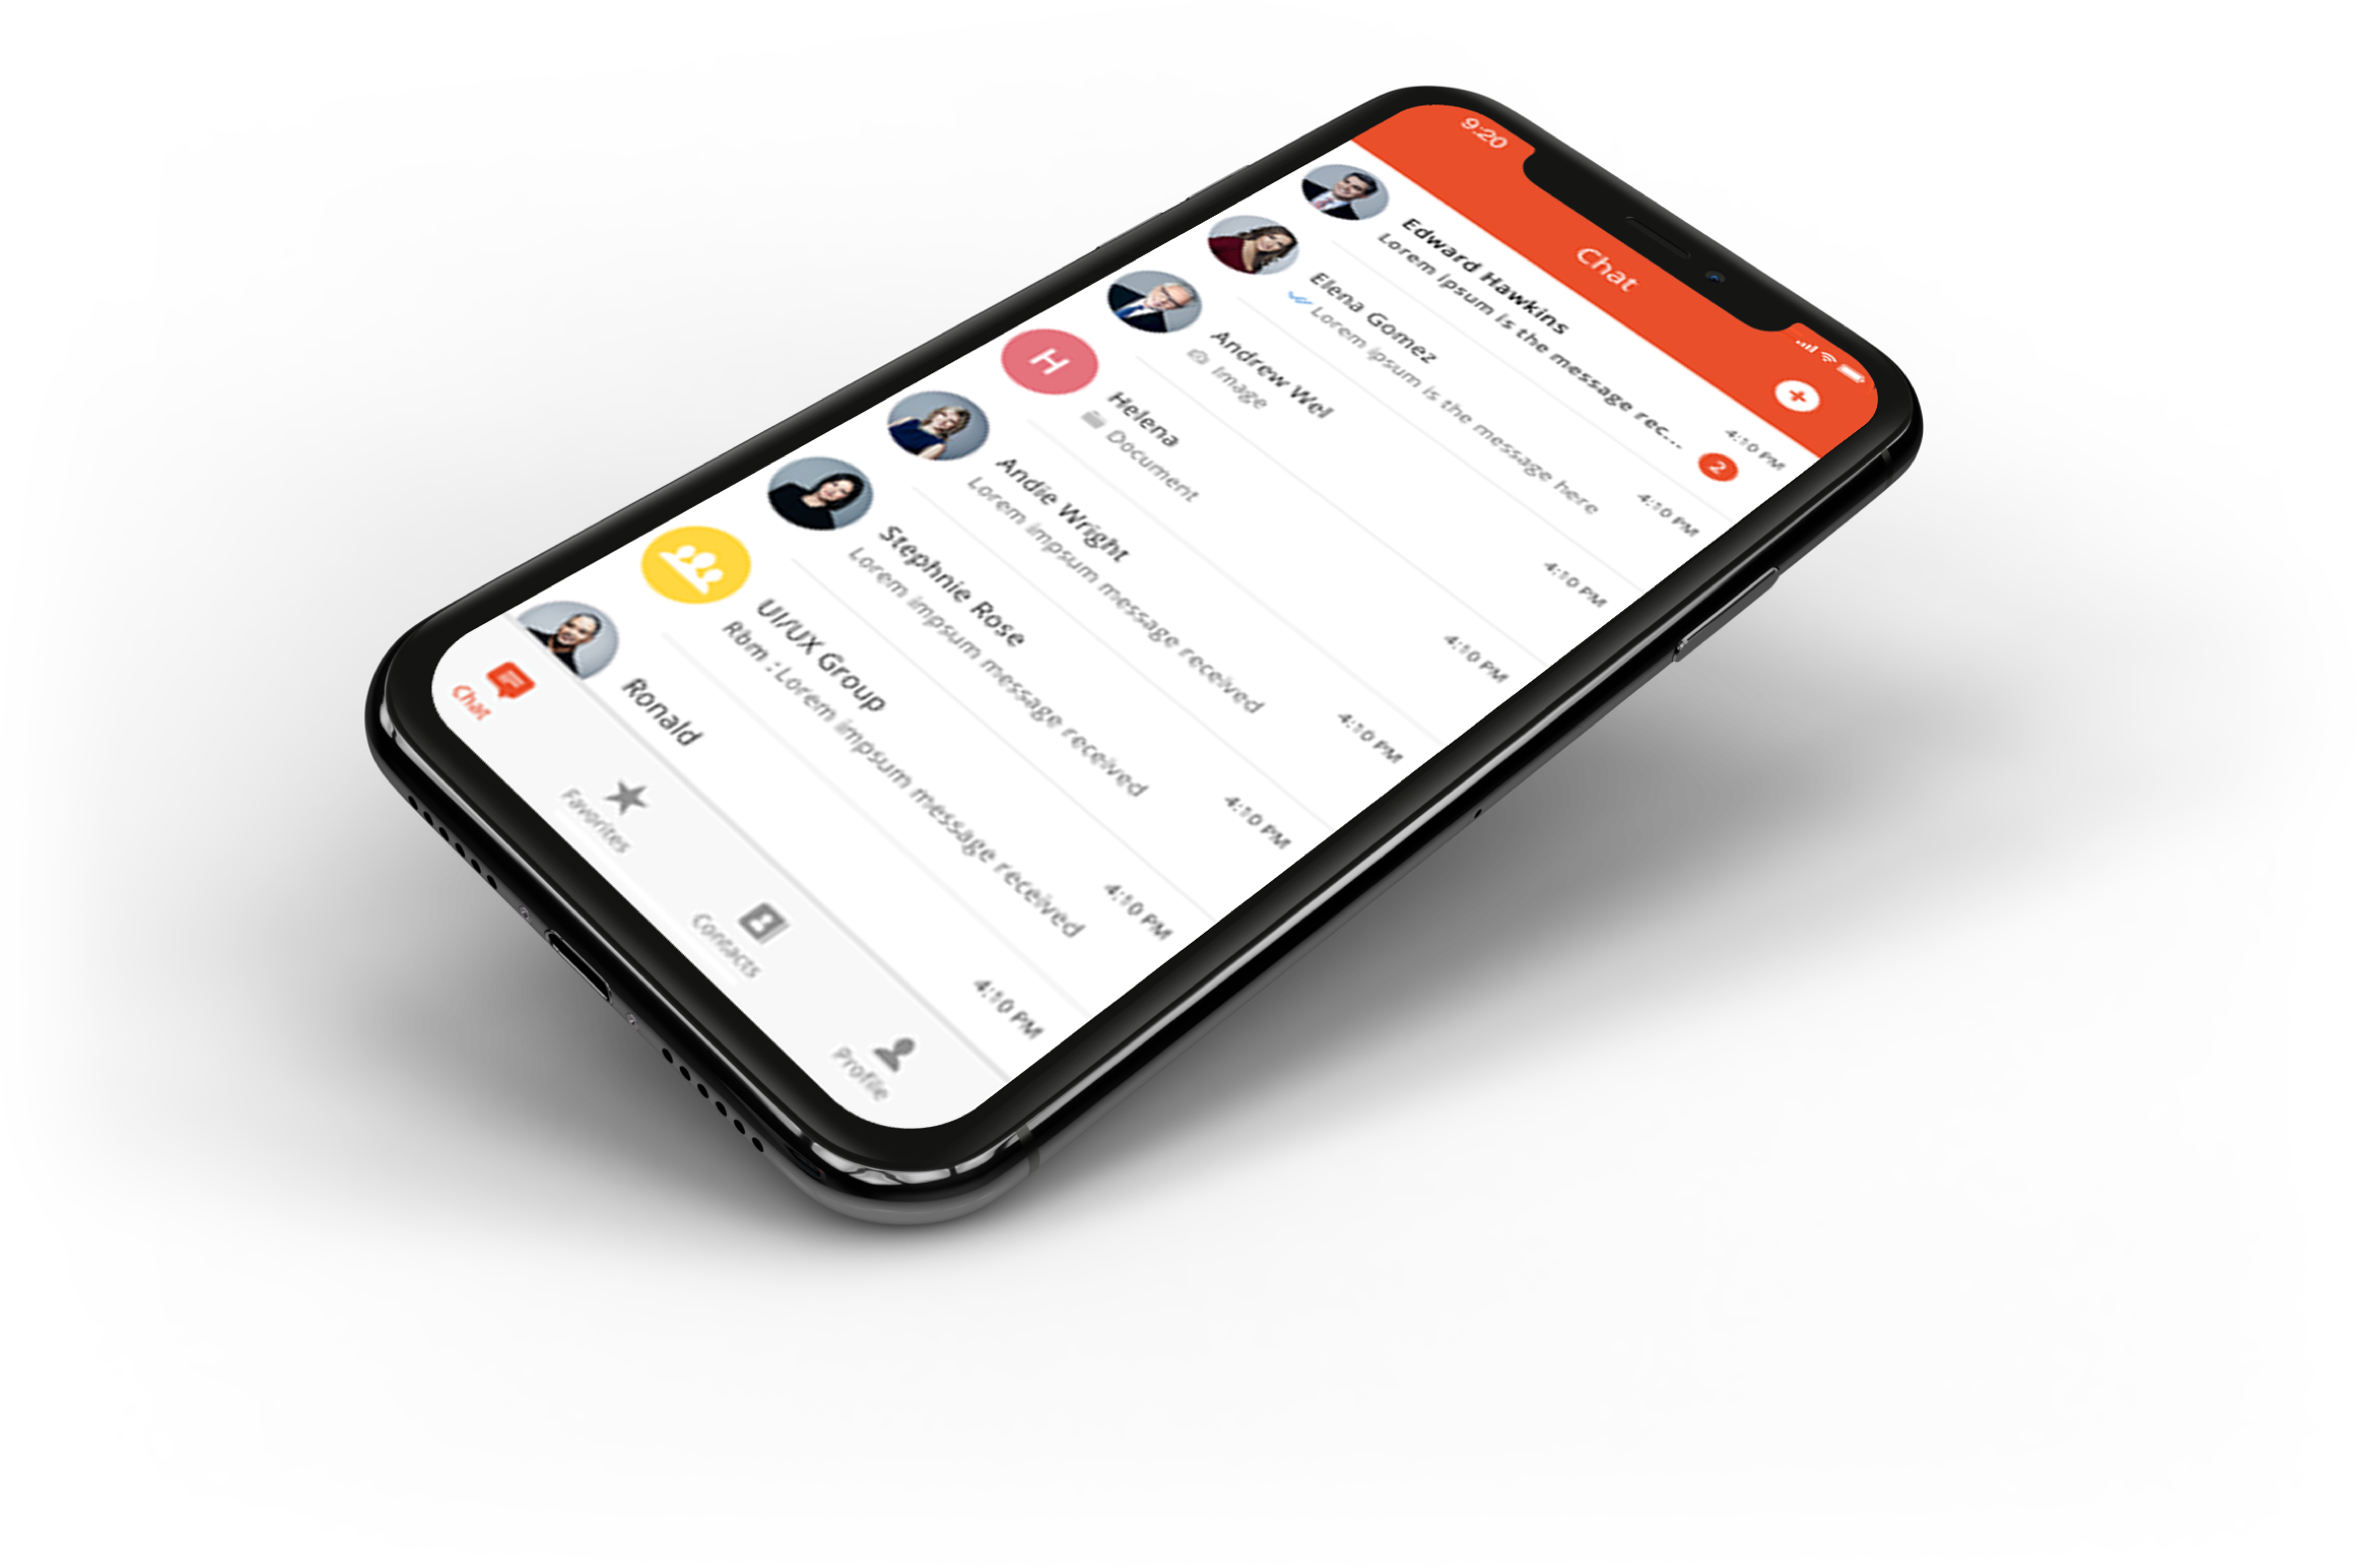 9:20
Chat
Edward Hawkins
4:10 PM
Lorem ipsum is the message rec...
2
Elena Gomez
4:10 PM
Lorem ipsum is the message here
Andrew Wel
4:10 PM
Image
H
Helena
4:10 PM
Document
Andie Wright
4:10 PM
Lorem impsum message received
Stephnie Rose
4:10 PM
Lorem impsum message received
UI/UX Group
4:10 PM
Rbm : Lorem impsum message received
Ronald
4:10 PM
Chat
Favorites
Contacts
Profile